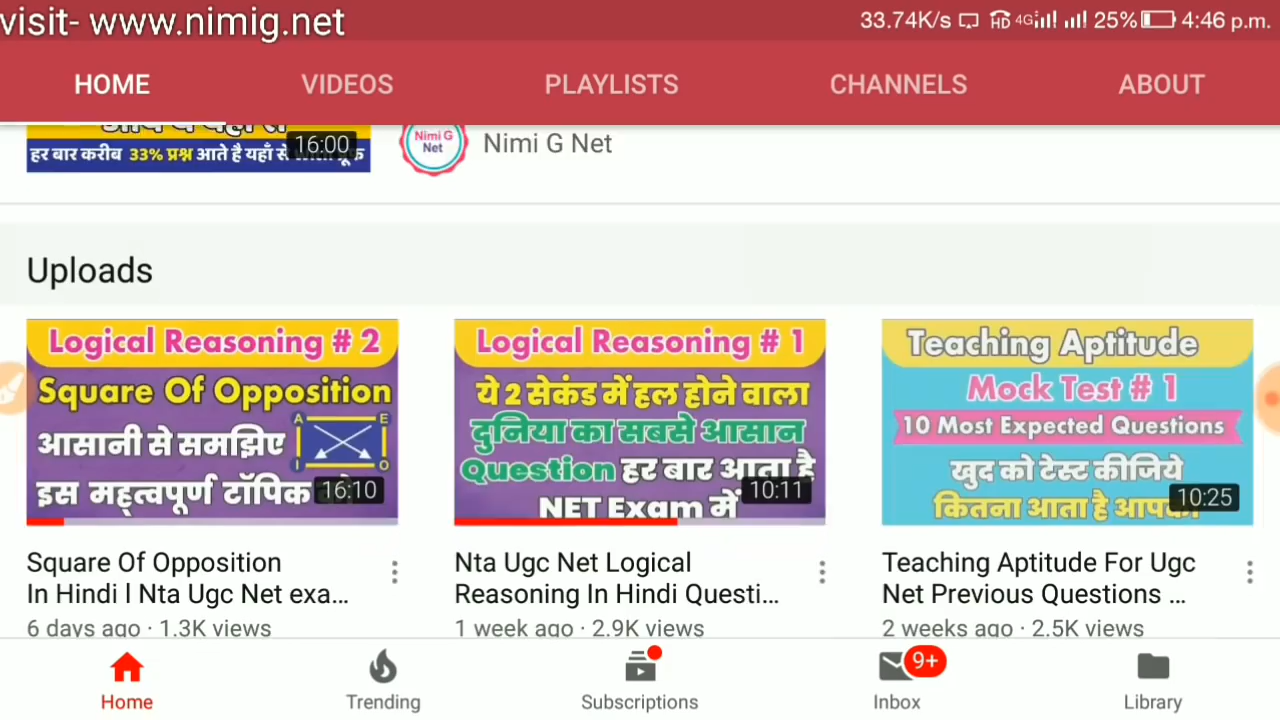 visit- www.nimig.net
33.74K/s HD 4G 25% 4:46 p.m.
HOME VIDEOS PLAYLISTS CHANNELS ABOUT
हर बार करीब 33% प्रश्न आते है यहाँ से
16:00
Nimi G Net
Nimi G Net
Uploads
Logical Reasoning # 2
Square Of Opposition
आसानी से समझिए
A E
I O
इस महत्वपूर्ण टॉपिक
16:10
Square Of Opposition
In Hindi l Nta Ugc Net exa...
6 days ago · 1.3K views
Logical Reasoning # 1
ये 2 सेकंड में हल होने वाला
दुनिया का सबसे आसान
Question हर बार आता है
NET Exam में
10:11
Nta Ugc Net Logical
Reasoning In Hindi Questi...
1 week ago · 2.9K views
Teaching Aptitude
Mock Test # 1
10 Most Expected Questions
खुद को टेस्ट कीजिये
कितना आता है आपको
10:25
Teaching Aptitude For Ugc
Net Previous Questions ...
2 weeks ago · 2.5K views
9+
Home Trending Subscriptions Inbox Library